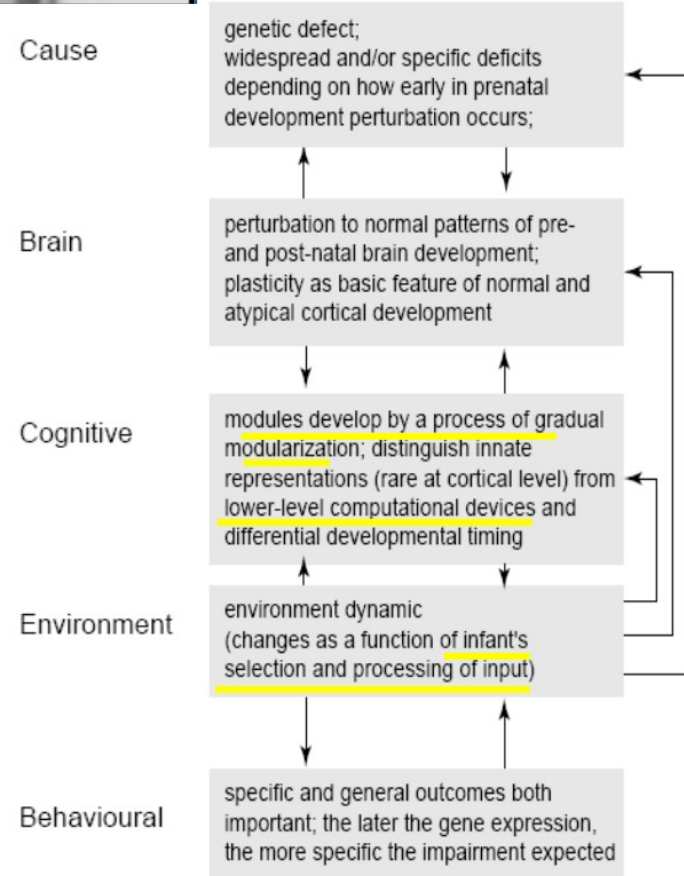 Cause
genetic defect;
widespread and/or specific deficits
depending on how early in prenatal
development perturbation occurs;
Brain
perturbation to normal patterns of pre-
and post-natal brain development;
plasticity as basic feature of normal and
atypical cortical development
Cognitive
modules develop by a process of gradual
modularization; distinguish innate
representations (rare at cortical level) from
lower-level computational devices and
differential developmental timing
Environment
environment dynamic
(changes as a function of infant's
selection and processing of input)
Behavioural
specific and general outcomes both
important; the later the gene expression,
the more specific the impairment expected